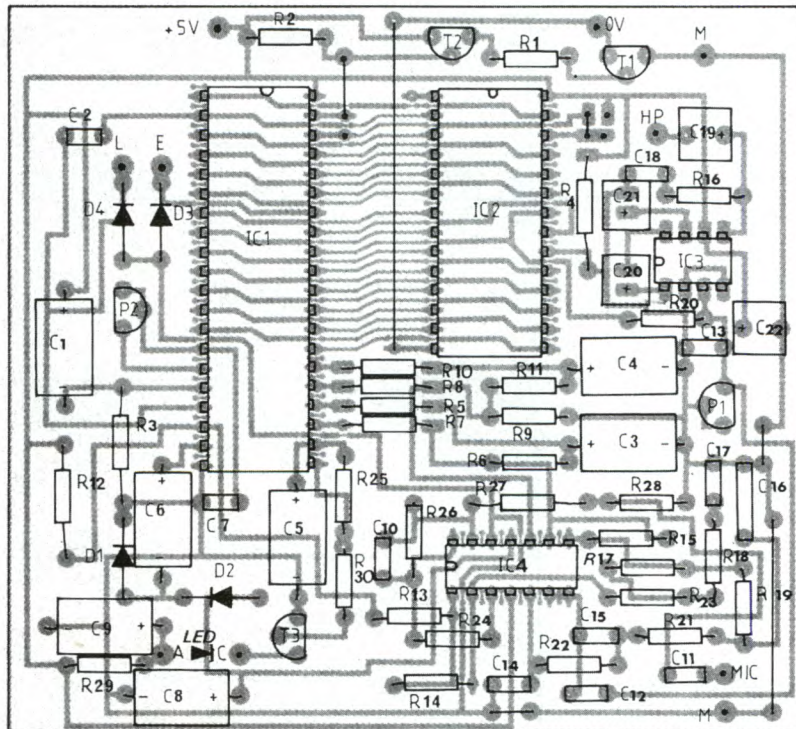 +5V
R2
T2
R1
0V
T1
M
C2
L
E
HP
C19
C18
R16
D4
D3
IC1
IC2
R4
C21
IC3
C20
P2
C1
R20
C22
C13
R10
R8
R5
R7
R11
C4
R9
C3
P1
R3
R12
R6
R25
R27
R28
C17
C16
C6
C7
C5
R26
C10
R15
R18
D1
R30
IC4
R17
D2
R13
R23
R19
C9
LED
A
C
T3
R24
C15
R21
R22
R29
C8
R14
C14
C12
C11
MIC
M